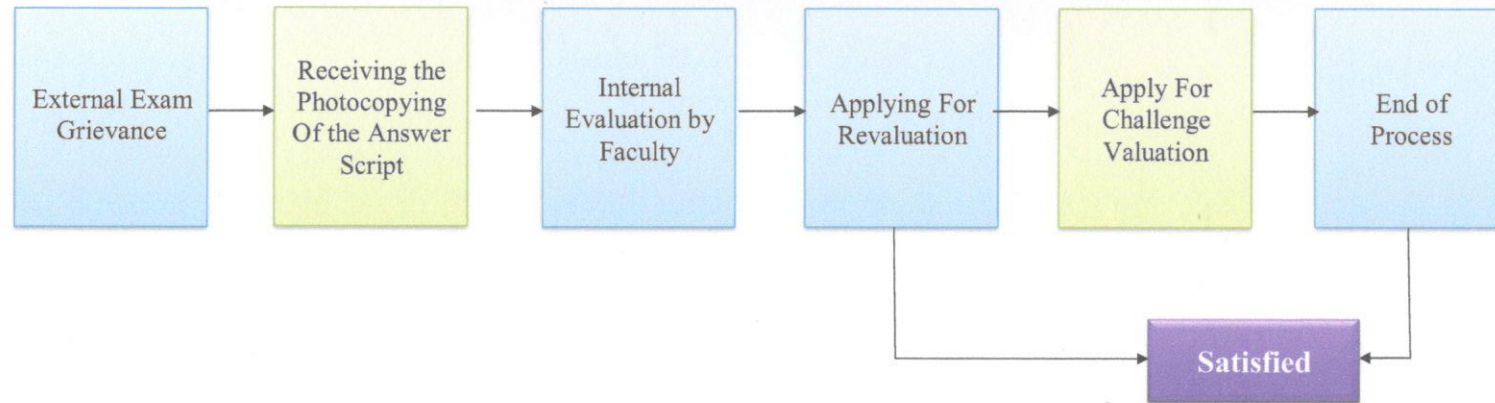 External Exam
Grievance
Receiving the
Photocopying
Of the Answer
Script
Internal
Evaluation by
Faculty
Applying For
Revaluation
Apply For
Challenge
Valuation
End of
Process
Satisfied